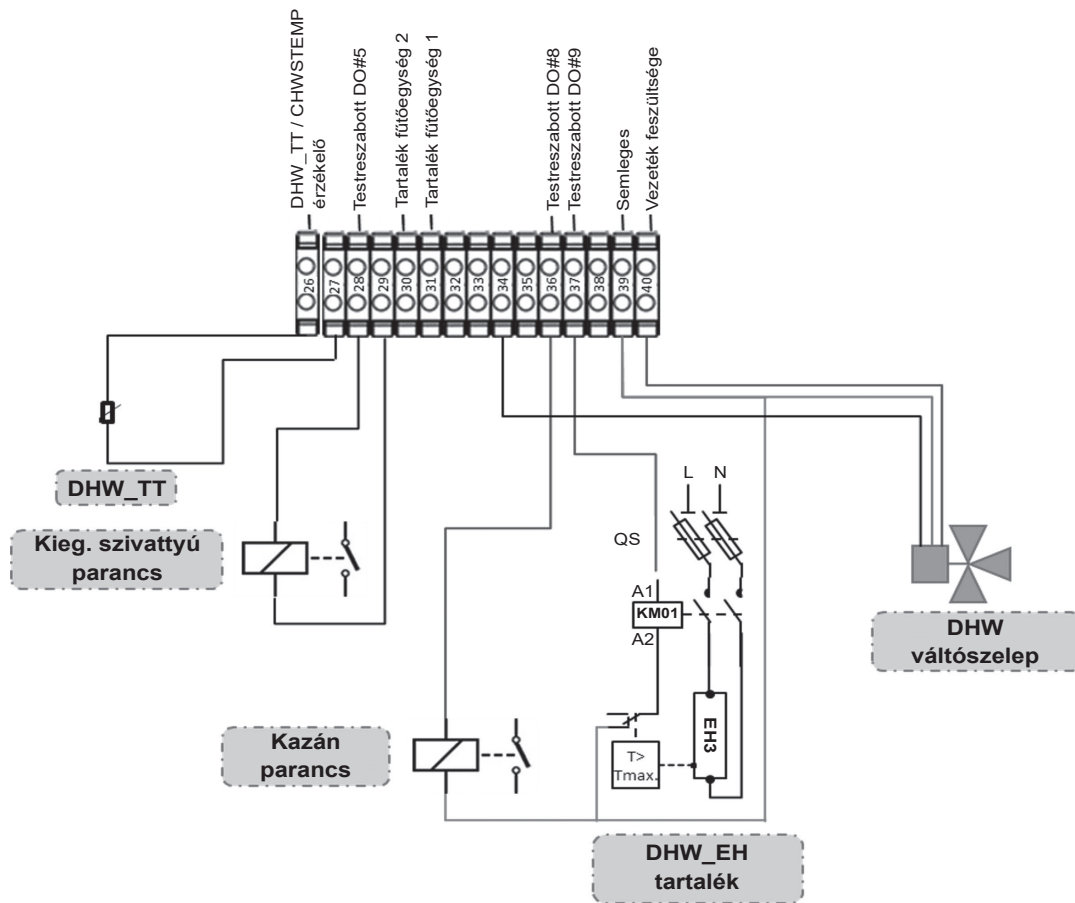 DHW_TT / CHWSTEMP
érzékelő
Testreszabott DO#5
Tartalék fűtőegység 2
Tartalék fűtőegység 1
Testreszabott DO#8
Testreszabott DO#9
Semleges
Vezeték feszültsége
26
27
28
29
30
31
32
33
34
35
36
37
38
39
40
DHW_TT
Kieg. szivattyú
parancs
L
N
QS
A1
KM01
A2
DHW
váltószelep
Kazán
parancs
EH3
T>
Tmax.
DHW_EH
tartalék